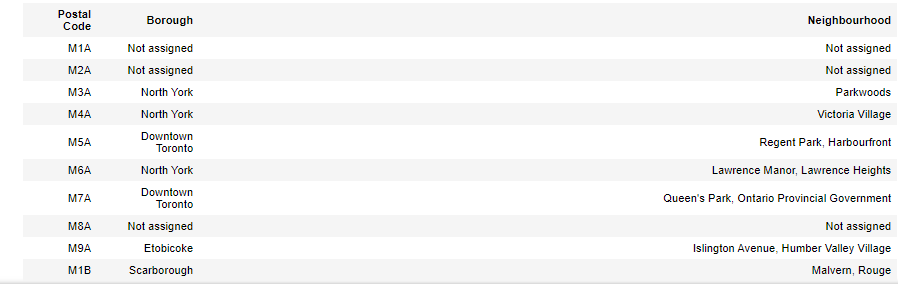 Postal Code Borough Neighbourhood
M1A Not assigned Not assigned
M2A Not assigned Not assigned
M3A North York Parkwoods
M4A North York Victoria Village
M5A Downtown Toronto Regent Park, Harbourfront
M6A North York Lawrence Manor, Lawrence Heights
M7A Downtown Toronto Queen's Park, Ontario Provincial Government
M8A Not assigned Not assigned
M9A Etobicoke Islington Avenue, Humber Valley Village
M1B Scarborough Malvern, Rouge